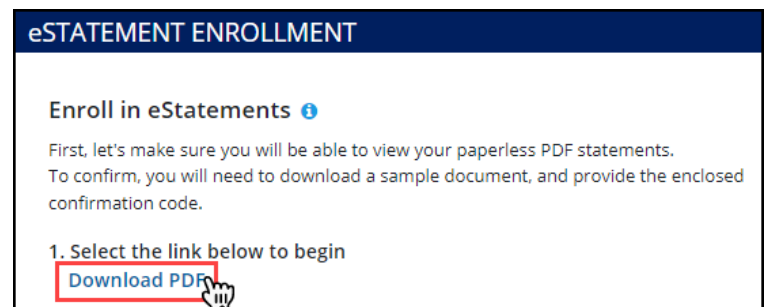 eSTATEMENT ENROLLMENT
Enroll in eStatements
First, let's make sure you will be able to view your paperless PDF statements.
To confirm, you will need to download a sample document, and provide the enclosed
confirmation code.
1. Select the link below to begin
Download PDF